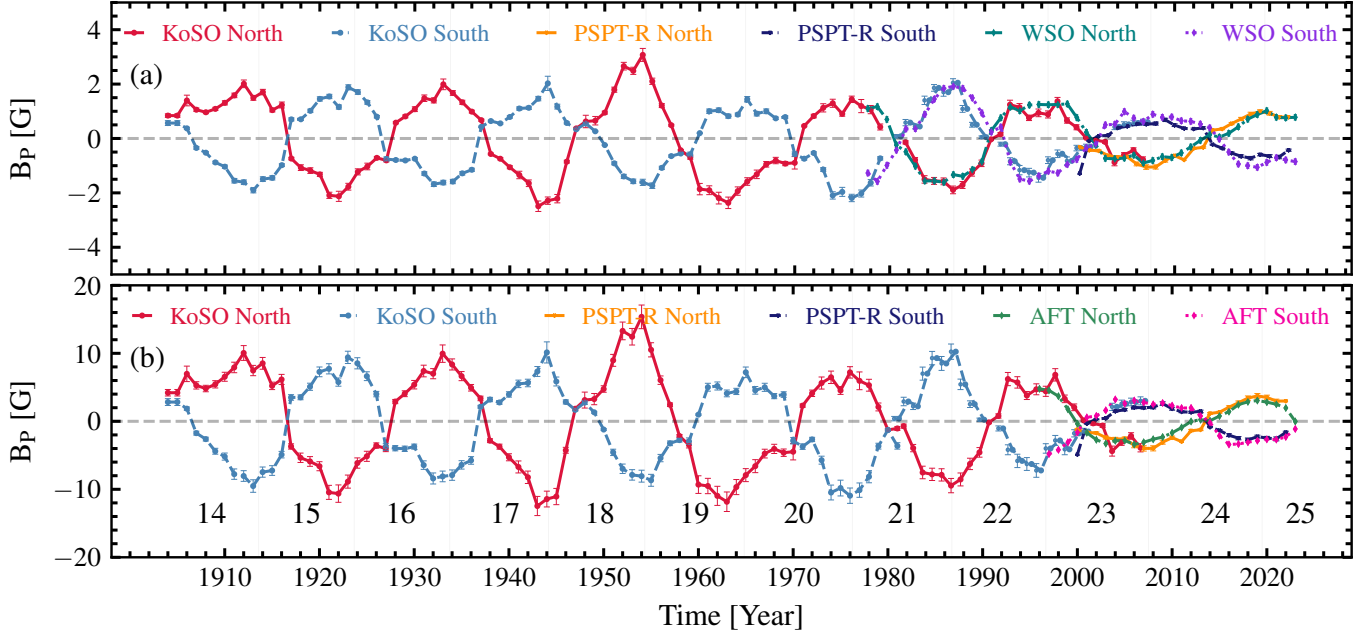 KoSO North KoSO South PSPT-R North PSPT-R South WSO North WSO South
(a)
4
2
0
−2
−4
B_P [G]
KoSO North KoSO South PSPT-R North PSPT-R South AFT North AFT South
(b)
20
10
0
−10
−20
B_P [G]
14 15 16 17 18 19 20 21 22 23 24 25
1910 1920 1930 1940 1950 1960 1970 1980 1990 2000 2010 2020
Time [Year]